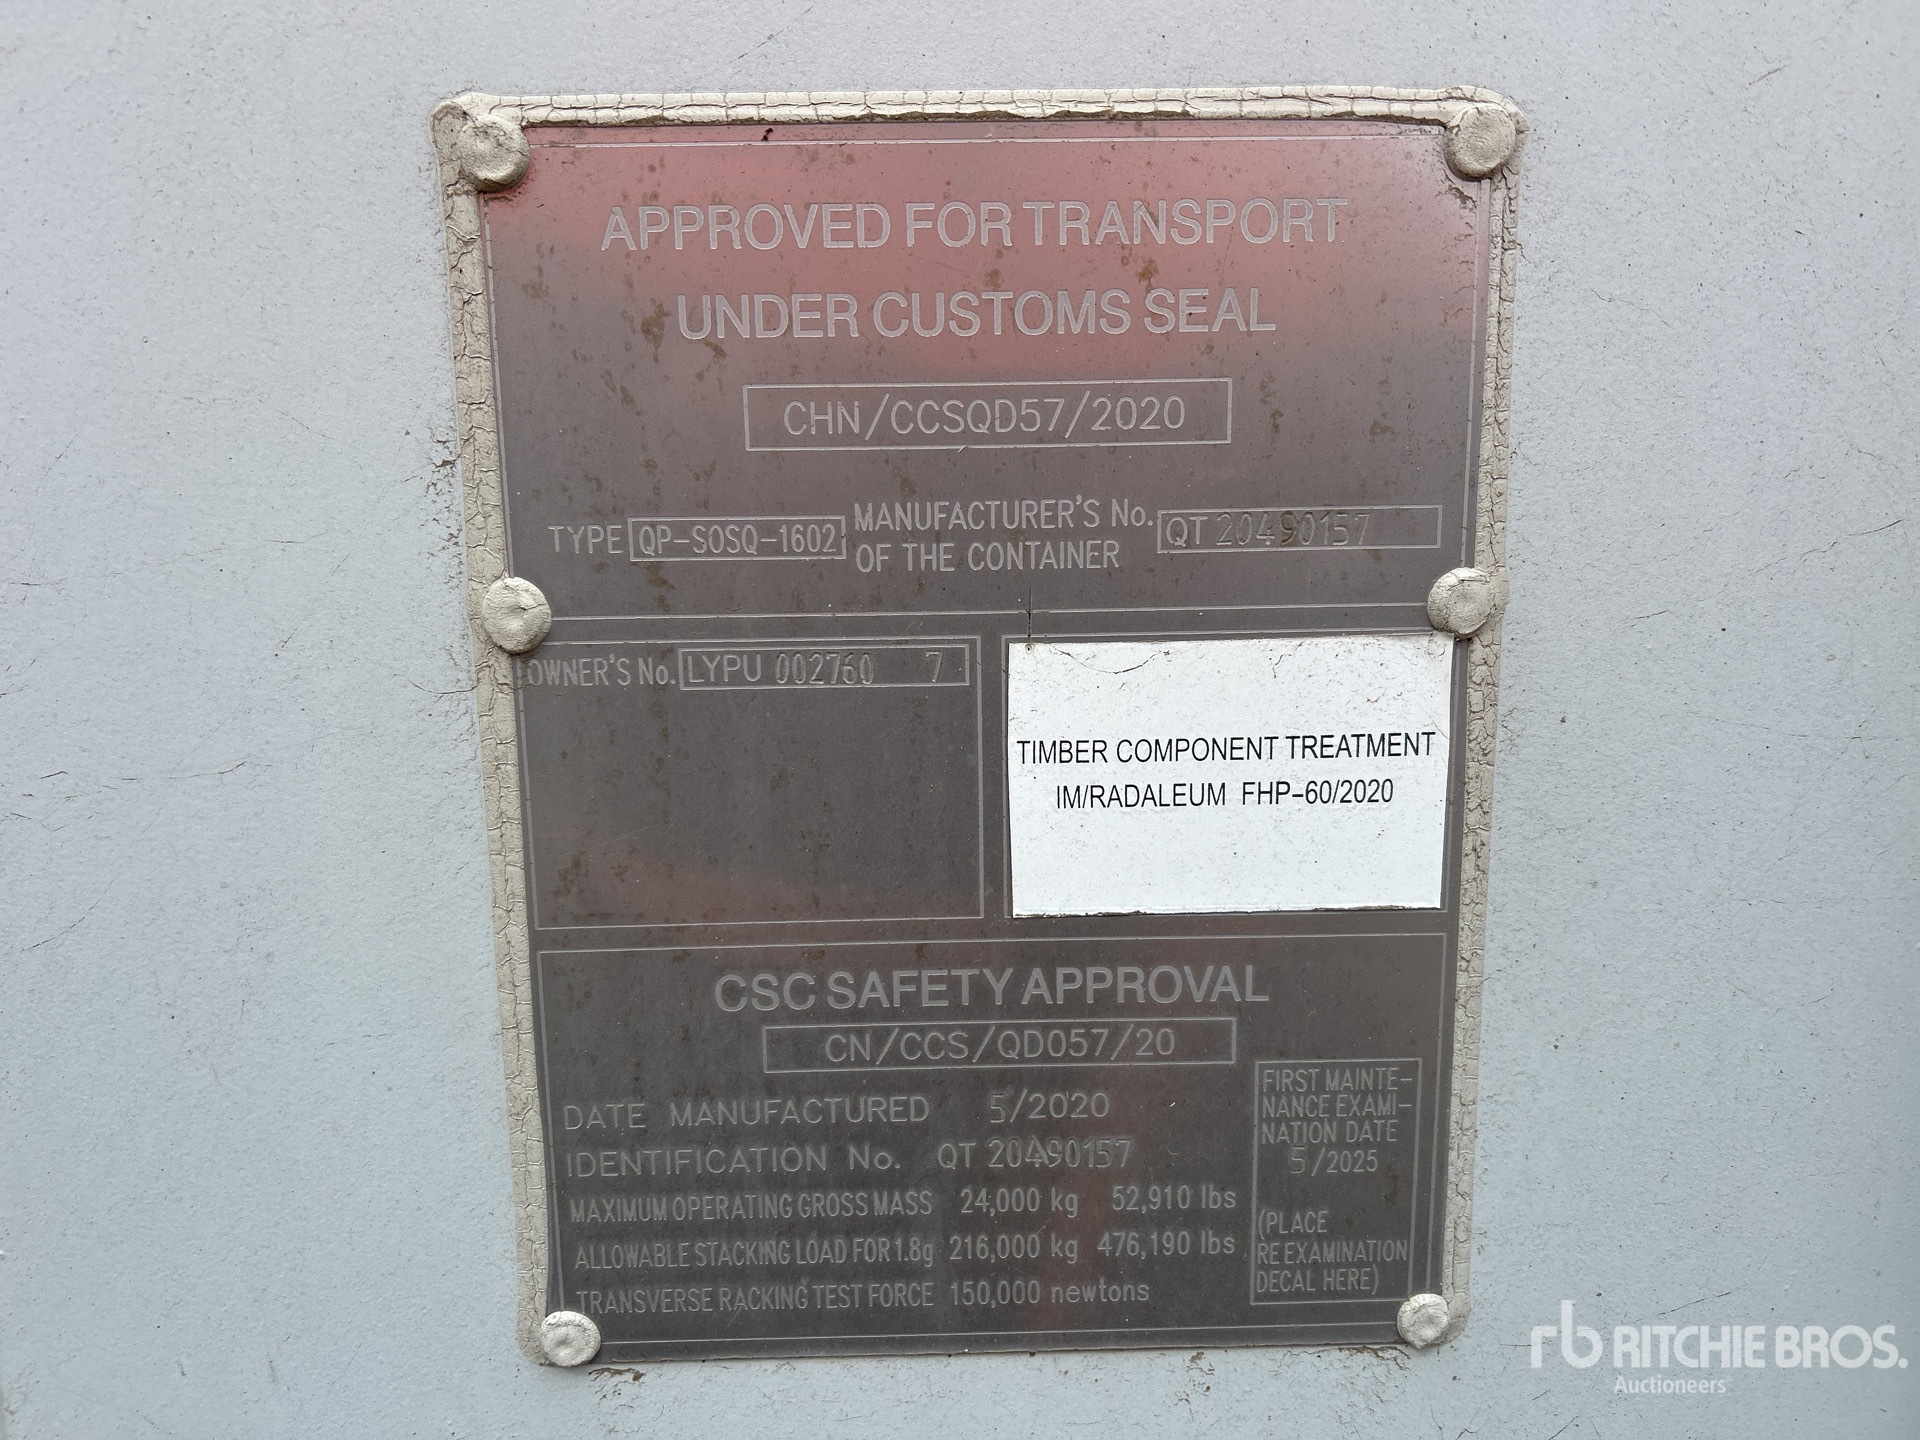 APPROVED FOR TRANSPORT
UNDER CUSTOMS SEAL
CHN/CCSQD57/2020
TYPE QP-SOSQ-1602 MANUFACTURER'S No. OF THE CONTAINER QT 20490157
OWNER'S No. LYPU 002760 7
TIMBER COMPONENT TREATMENT
IM/RADALEUM FHP-60/2020
CSC SAFETY APPROVAL
CN/CCS/QD057/20
DATE MANUFACTURED 5/2020
IDENTIFICATION No. QT 20490157
MAXIMUM OPERATING GROSS MASS 24,000 kg 52,910 lbs
ALLOWABLE STACKING LOAD FOR 1.8g 216,000 kg 476,190 lbs
TRANSVERSE RACKING TEST FORCE 150,000 newtons
FIRST MAINTE-
NANCE EXAMI-
NATION DATE
5/2025
(PLACE
REEXAMINATION
DECAL HERE)
rb RITCHIE BROS.
Auctioneers